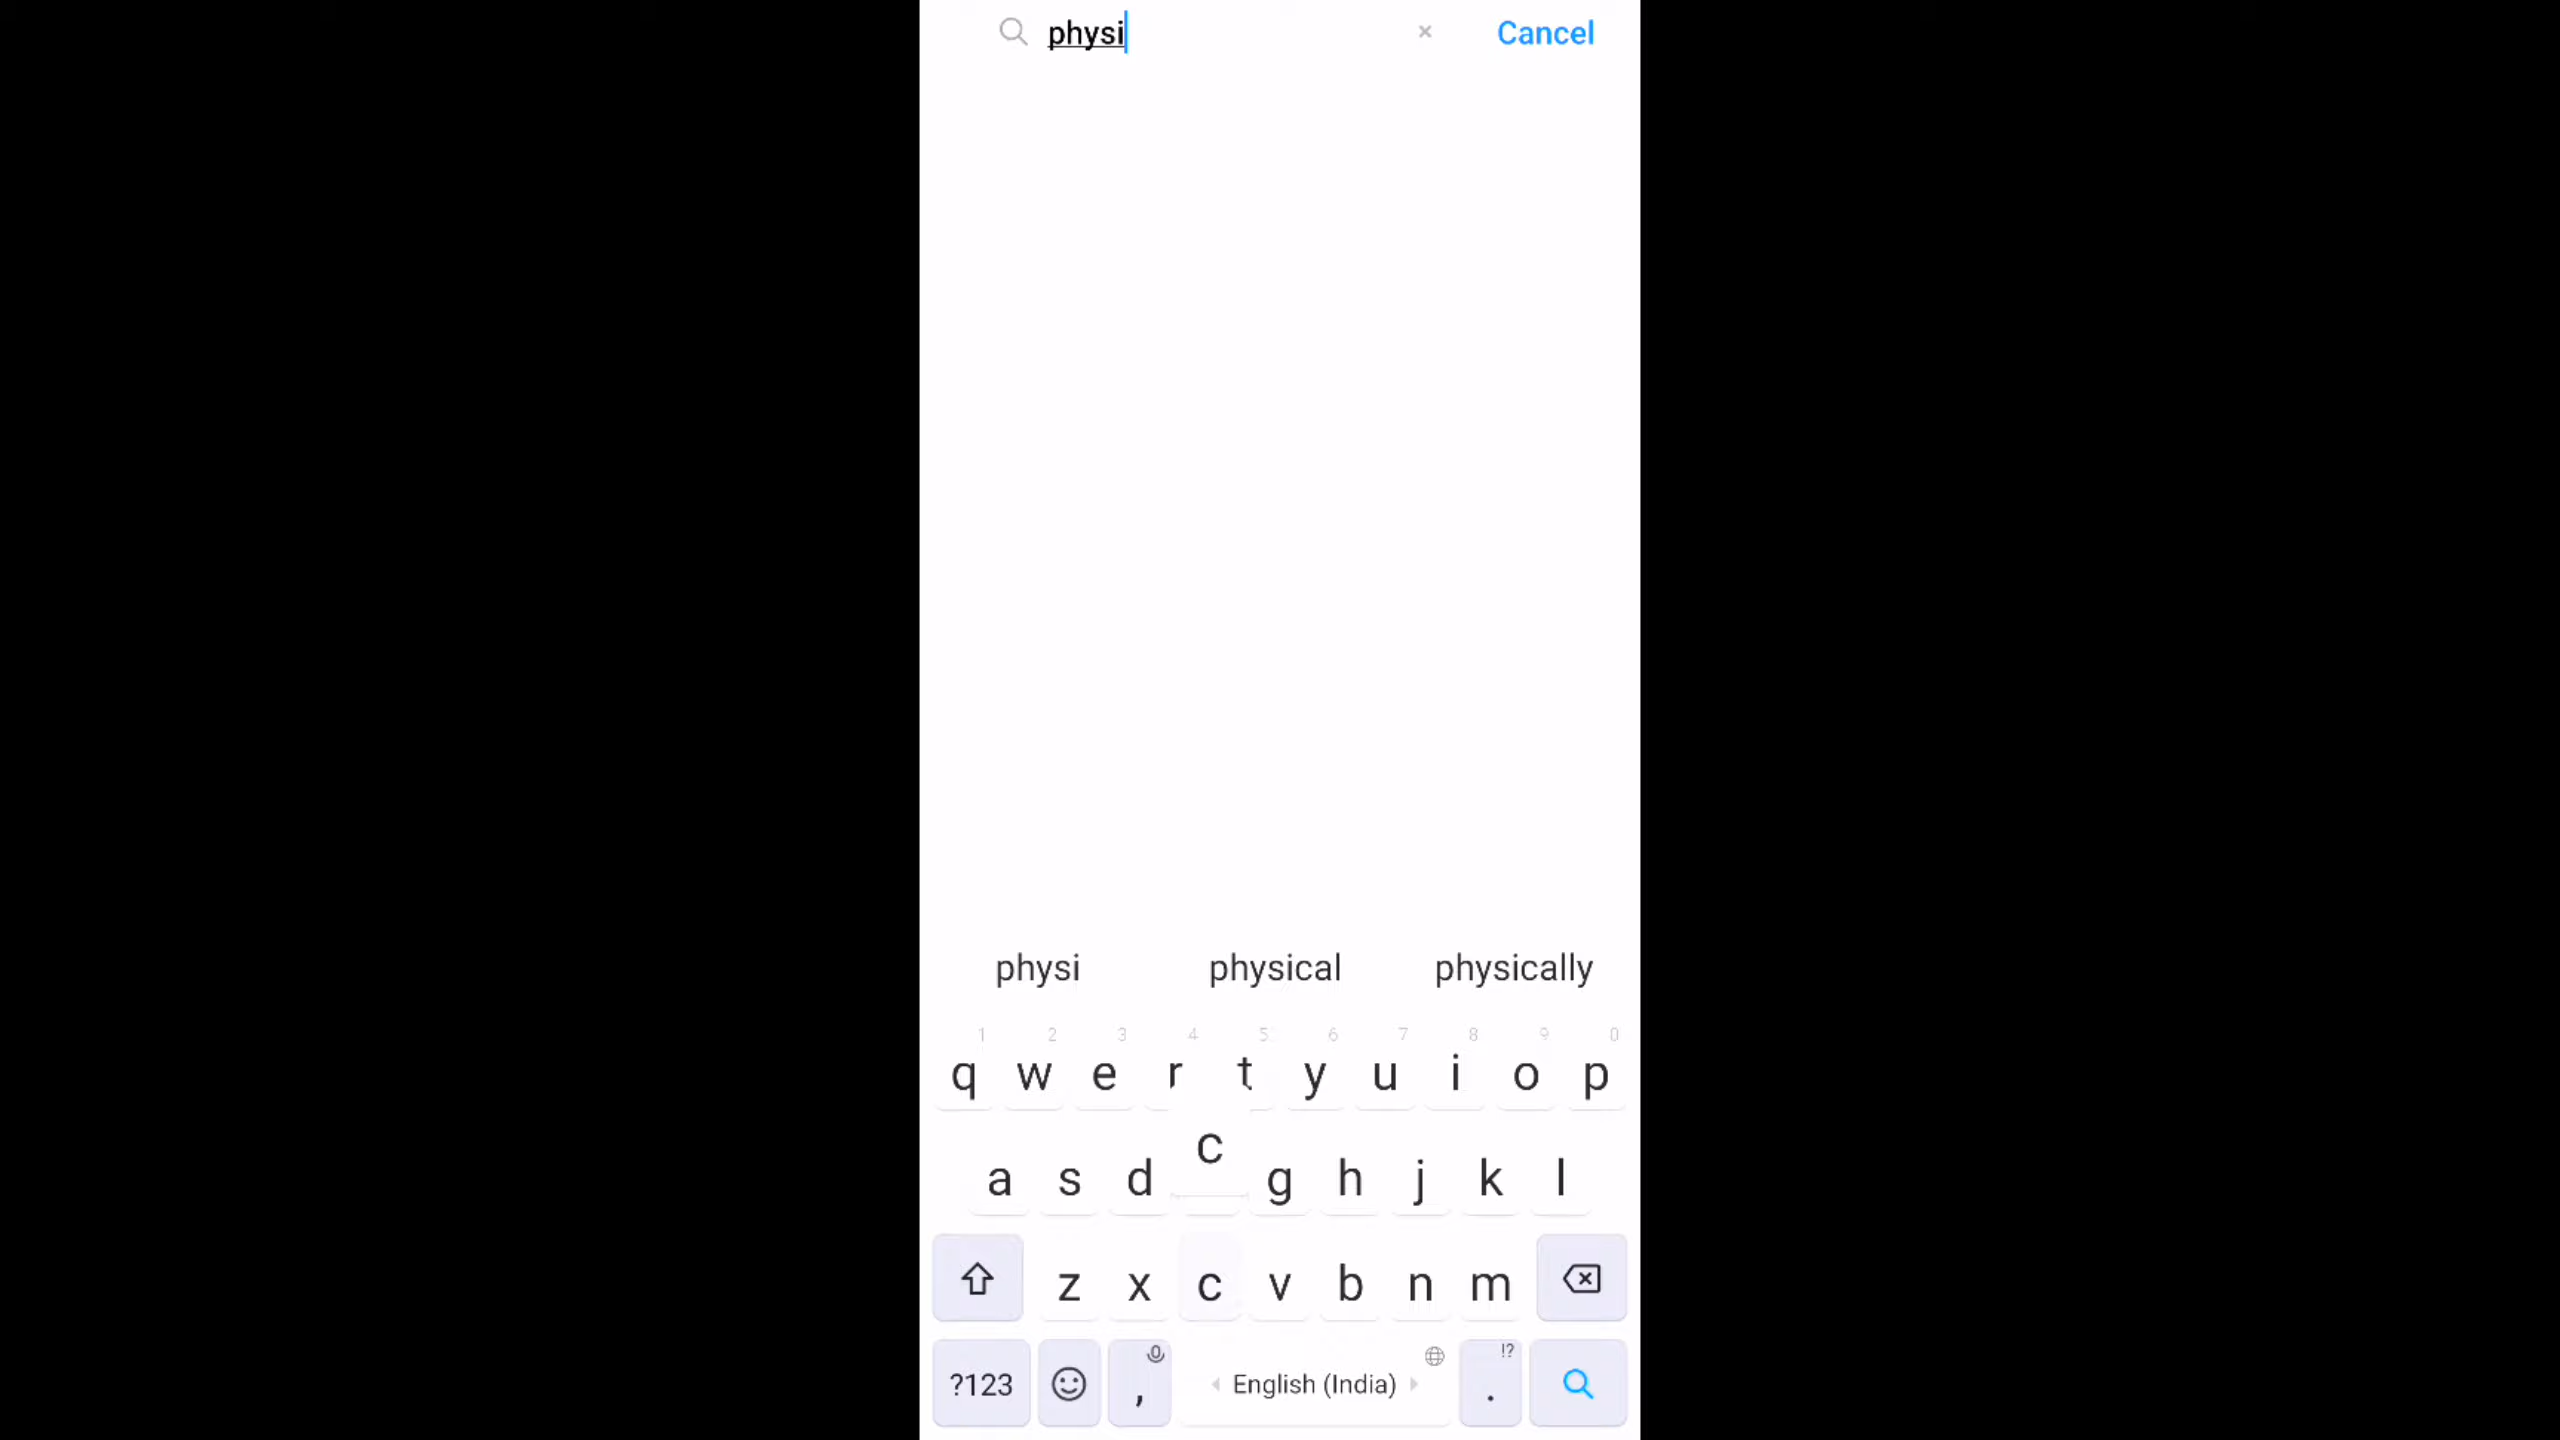 physi × Cancel
physi physical physically
1 2 3 4 5 6 7 8 9 0
q w e r t y u i o p
c
a s d g h j k l
z x c v b n m
!?
?123 , English (India) .